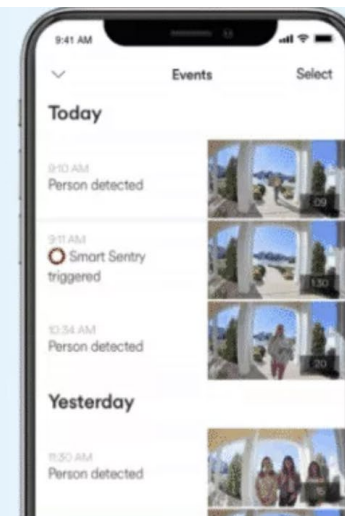 9:41 AM
Events
Select
Today
9:10 AM
Person detected
09
9:11 AM
Smart Sentry
triggered
1:30
10:34 AM
Person detected
20
Yesterday
11:30 AM
Person detected